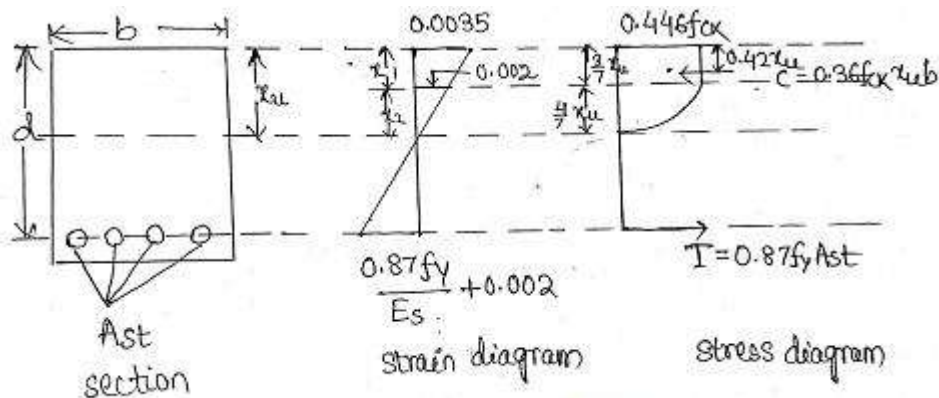 b
0.0035
0.446fck
x1
0.002
3/7 xu
0.42xu
C = 0.36fck xu b
xu
d
x2
4/7 xu
T = 0.87fy Ast
0.87fy
Es
+0.002
Ast
section
strain diagram
stress diagram